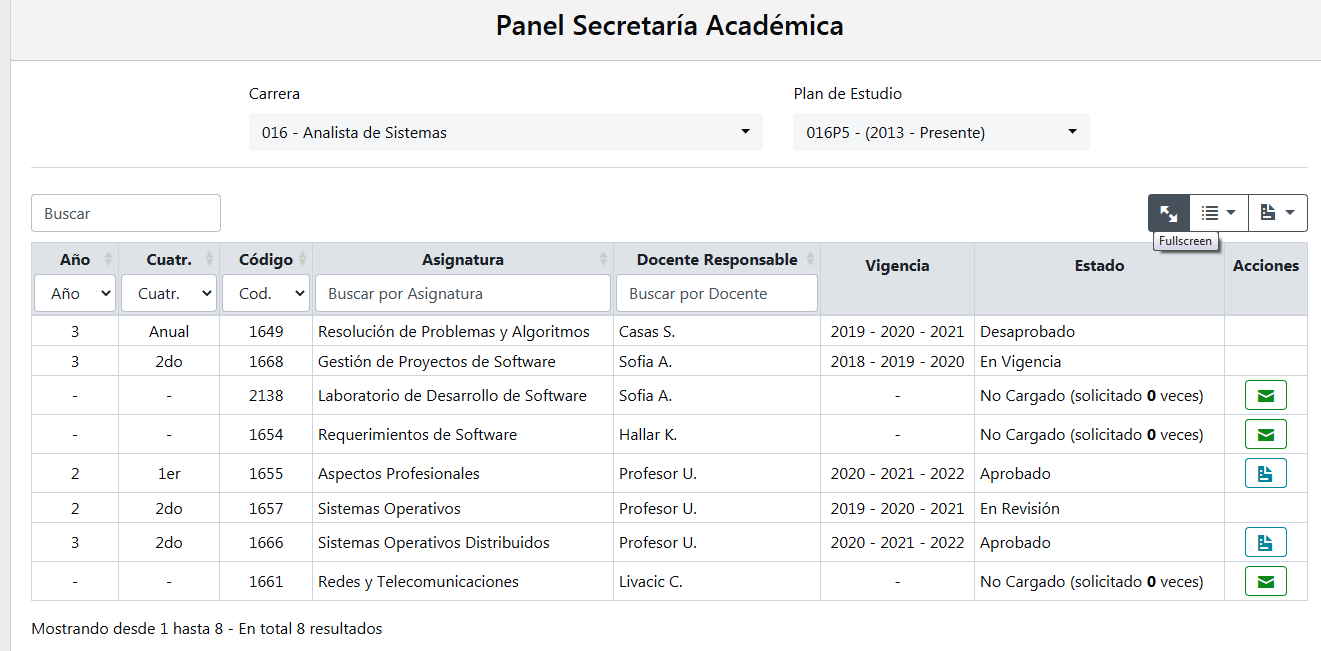 Panel Secretaría Académica
Carrera Plan de Estudio
016 - Analista de Sistemas 016P5 - (2013 - Presente)
Buscar
Fullscreen
Año Cuatr. Código Asignatura Docente Responsable Vigencia Estado Acciones
Año Cuatr. Cod. Buscar por Asignatura Buscar por Docente
3 Anual 1649 Resolución de Problemas y Algoritmos Casas S. 2019 - 2020 - 2021 Desaprobado
3 2do 1668 Gestión de Proyectos de Software Sofia A. 2018 - 2019 - 2020 En Vigencia
- - 2138 Laboratorio de Desarrollo de Software Sofia A. - No Cargado (solicitado 0 veces)
- - 1654 Requerimientos de Software Hallar K. - No Cargado (solicitado 0 veces)
2 1er 1655 Aspectos Profesionales Profesor U. 2020 - 2021 - 2022 Aprobado
2 2do 1657 Sistemas Operativos Profesor U. 2019 - 2020 - 2021 En Revisión
3 2do 1666 Sistemas Operativos Distribuidos Profesor U. 2020 - 2021 - 2022 Aprobado
- - 1661 Redes y Telecomunicaciones Livacic C. - No Cargado (solicitado 0 veces)
Mostrando desde 1 hasta 8 - En total 8 resultados